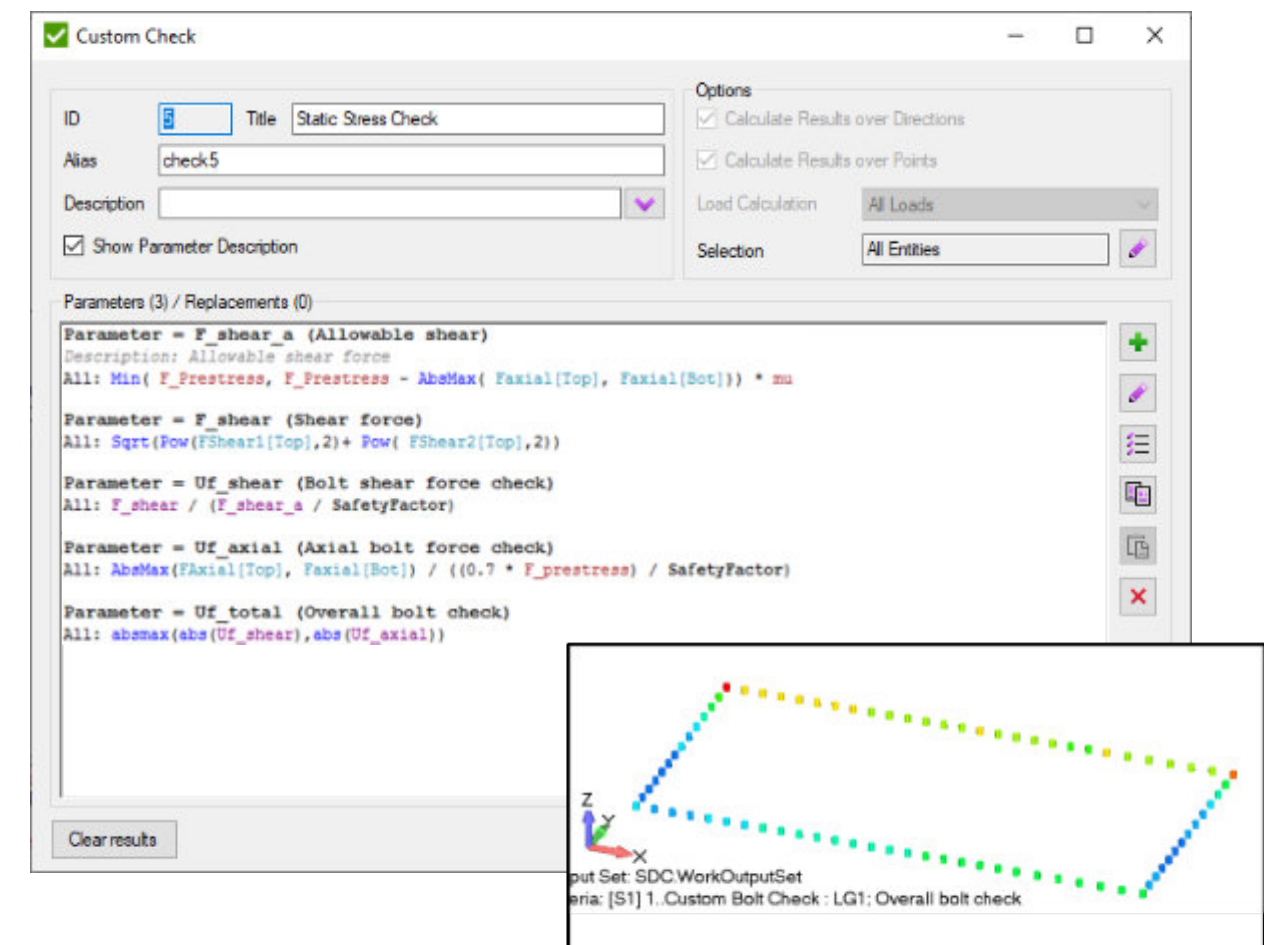 Custom Check
ID
5
Title
Static Stress Check
Alias
check5
Description
Show Parameter Description
Options
Calculate Results over Directions
Calculate Results over Points
Load Calculation
All Loads
Selection
All Entities
Parameters (3) / Replacements (0)
Parameter = F_shear_a (Allowable shear)
Description: Allowable shear force
All: Min( F_Prestress, F_Prestress - AbsMax( Faxial[Top], Faxial[Bot])) * mu
Parameter = F_shear (Shear force)
All: Sqrt(Pow(FShear1[Top],2)+ Pow( FShear2[Top],2))
Parameter = Uf_shear (Bolt shear force check)
All: F_shear / (F_shear_a / SafetyFactor)
Parameter = Uf_axial (Axial bolt force check)
All: AbsMax(FAxial[Top], Faxial[Bot]) / ((0.7 * F_prestress) / SafetyFactor)
Parameter = Uf_total (Overall bolt check)
All: absmax(abs(Uf_shear),abs(Uf_axial))
Clear results
Z
Y
X
put Set: SDC.WorkOutputSet
eria: [S1] 1..Custom Bolt Check : LG1; Overall bolt check